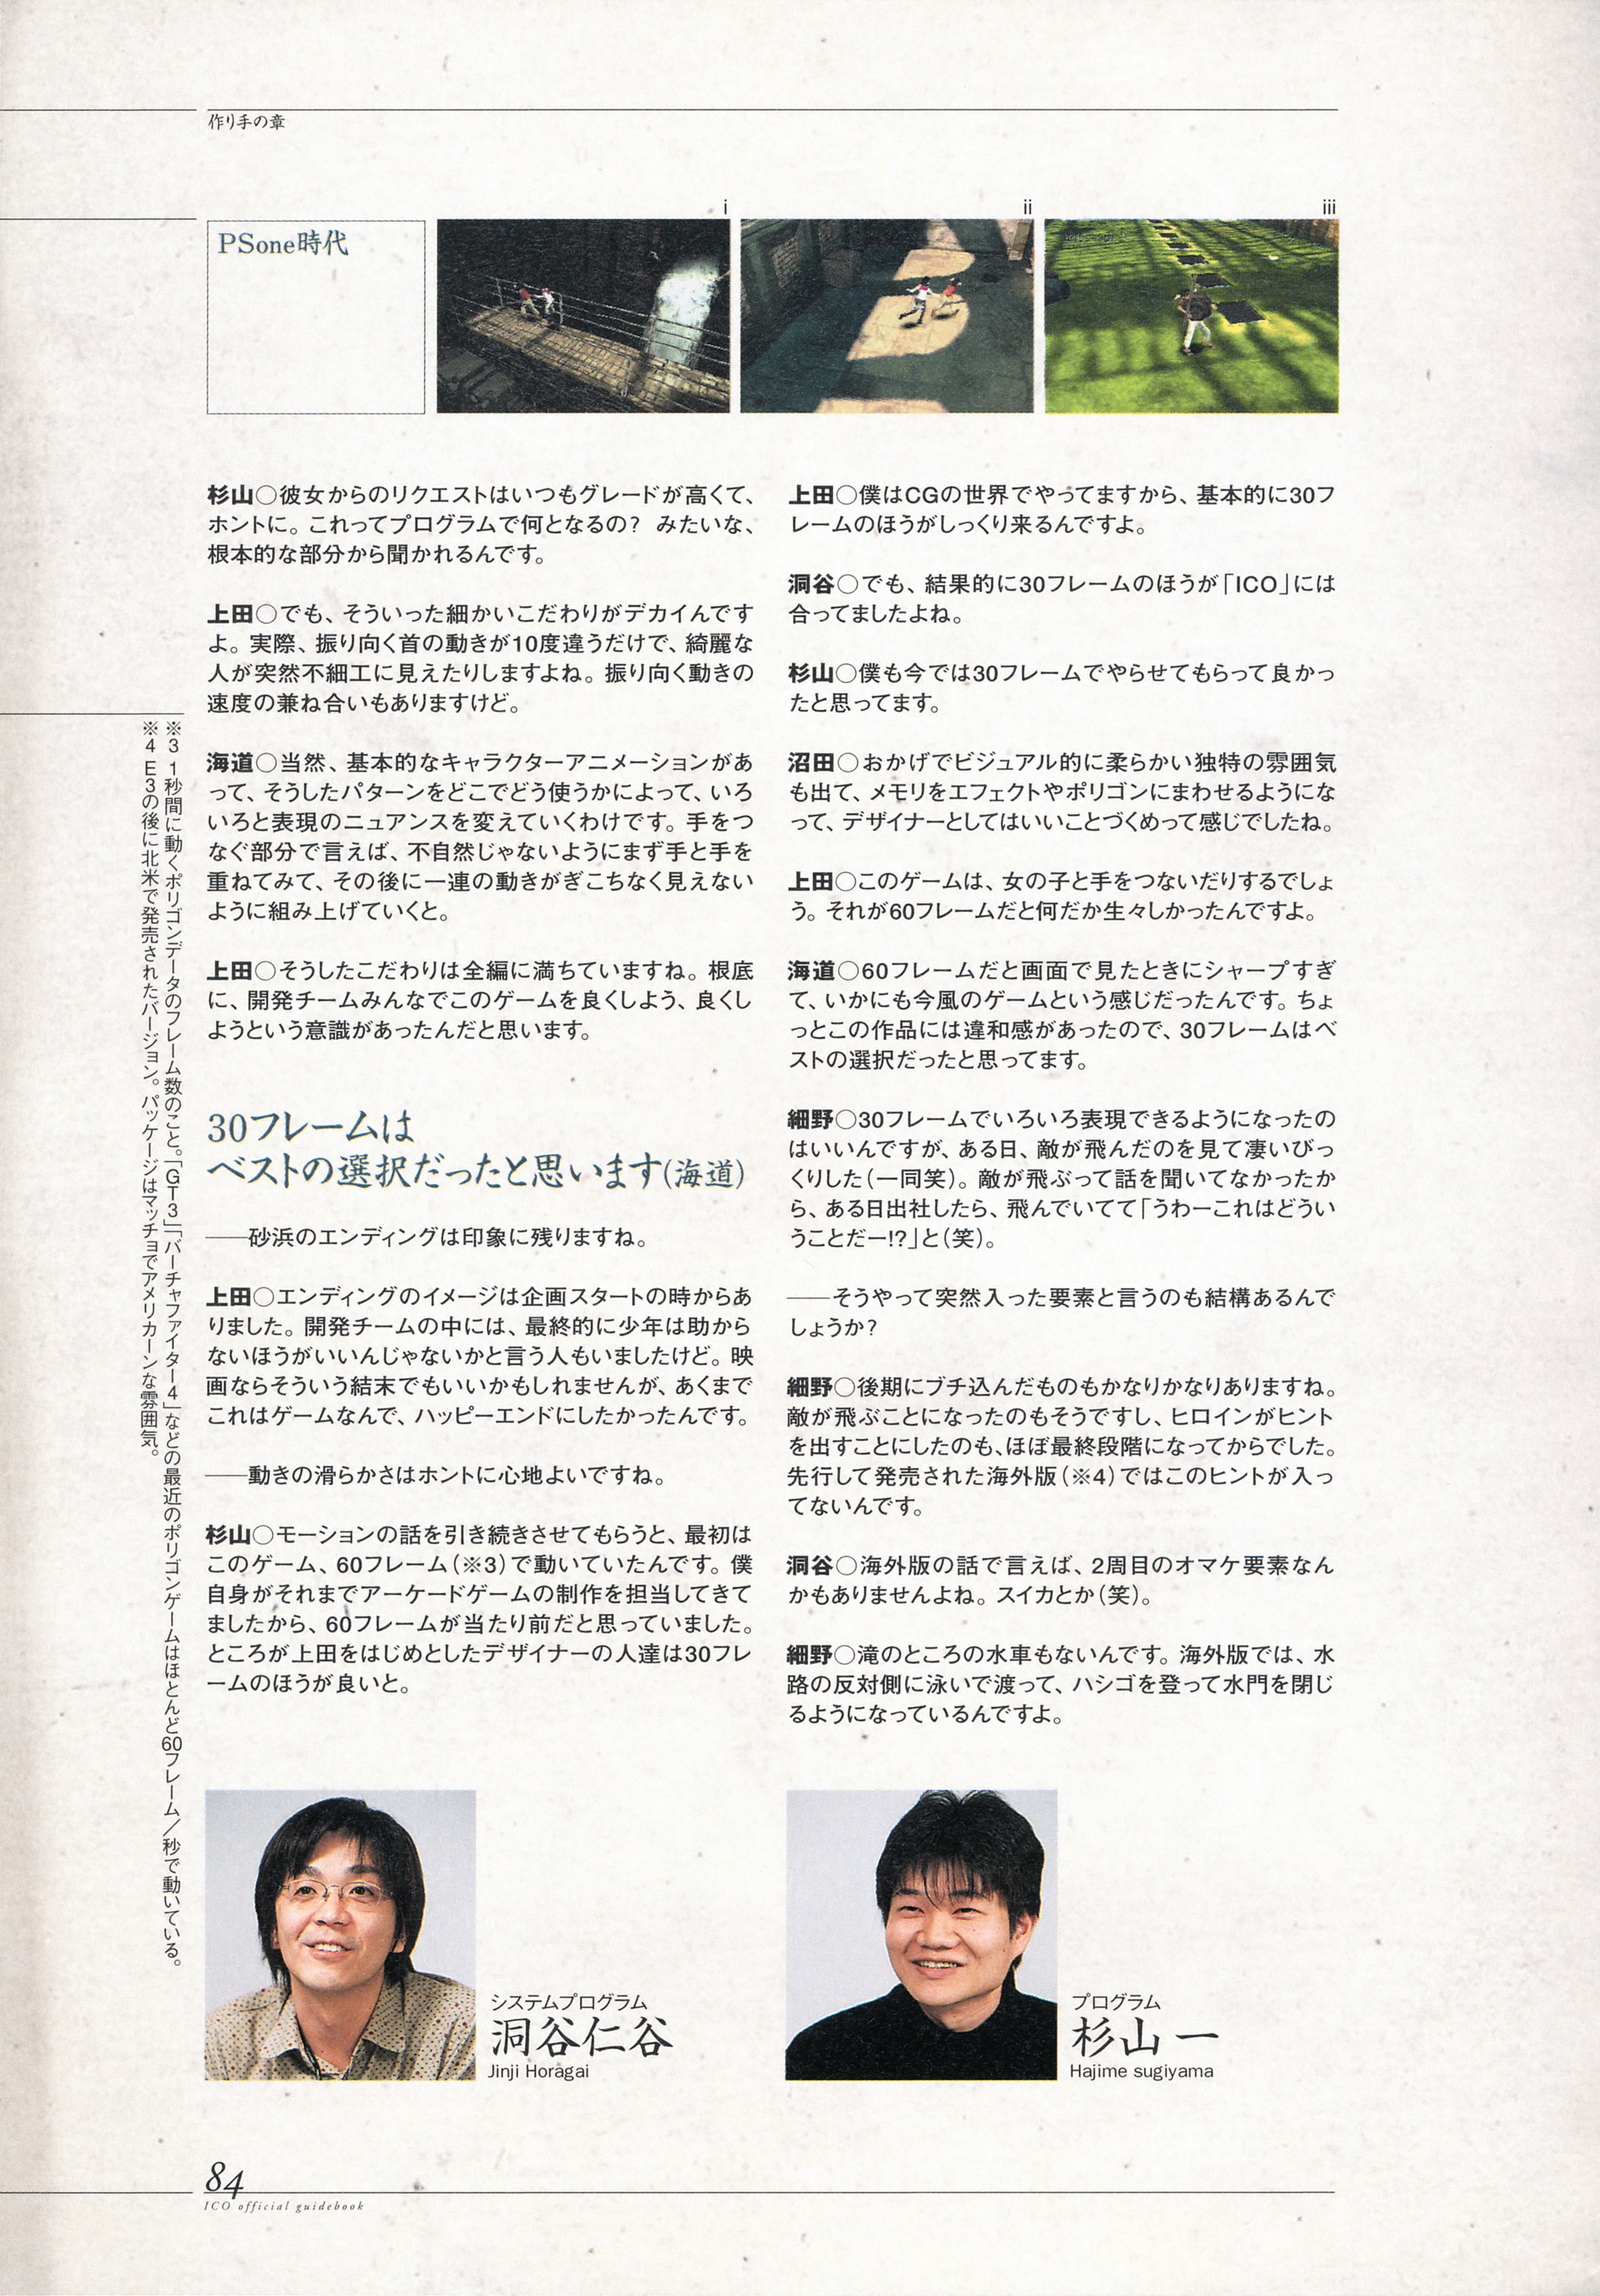 作り手の章
PSone時代
i
ii
iii
杉山○彼女からのリクエストはいつもグレードが高くて、
ホントに。これってプログラムで何となるの？ みたいな、
根本的な部分から聞かれるんです。
上田○でも、そういった細かいこだわりがデカイんです
よ。実際、振り向く首の動きが10度違うだけで、綺麗な
人が突然不細工に見えたりしますよね。振り向く動きの
速度の兼ね合いもありますけど。
海道○当然、基本的なキャラクターアニメーションがあ
って、そうしたパターンをどこでどう使うかによって、いろ
いろと表現のニュアンスを変えていくわけです。手をつ
なぐ部分で言えば、不自然じゃないようにまず手と手を
重ねてみて、その後に一連の動きがぎこちなく見えない
ように組み上げていくと。
上田○そうしたこだわりは全編に満ちていますね。根底
に、開発チームみんなでこのゲームを良くしよう、良くし
ようという意識があったんだと思います。
30フレームは
ベストの選択だったと思います(海道)
――砂浜のエンディングは印象に残りますね。
上田○エンディングのイメージは企画スタートの時からあ
りました。開発チームの中には、最終的に少年は助から
ないほうがいいんじゃないかと言う人もいましたけど。映
画ならそういう結末でもいいかもしれませんが、あくまで
これはゲームなんで、ハッピーエンドにしたかったんです。
――動きの滑らかさはホントに心地よいですね。
杉山○モーションの話を引き続きさせてもらうと、最初は
このゲーム、60フレーム(※3)で動いていたんです。僕
自身がそれまでアーケードゲームの制作を担当してきて
ましたから、60フレームが当たり前だと思っていました。
ところが上田をはじめとしたデザイナーの人達は30フレ
ームのほうが良いと。
上田○僕はCGの世界でやってますから、基本的に30フ
レームのほうがしっくり来るんですよ。
洞谷○でも、結果的に30フレームのほうが「ICO」には
合ってましたよね。
杉山○僕も今では30フレームでやらせてもらって良かっ
たと思ってます。
沼田○おかげでビジュアル的に柔らかい独特の雰囲気
も出て、メモリをエフェクトやポリゴンにまわせるようにな
って、デザイナーとしてはいいことづくめって感じでしたね。
上田○このゲームは、女の子と手をつないだりするでしょ
う。それが60フレームだと何だか生々しかったんですよ。
海道○60フレームだと画面で見たときにシャープすぎ
て、いかにも今風のゲームという感じだったんです。ちょ
っとこの作品には違和感があったので、30フレームはベ
ストの選択だったと思ってます。
細野○30フレームでいろいろ表現できるようになったの
はいいんですが、ある日、敵が飛んだのを見て凄いびっ
くりした(一同笑)。敵が飛ぶって話を聞いてなかったか
ら、ある日出社したら、飛んでいてて「うわーこれはどうい
うことだー!?」と(笑)。
――そうやって突然入った要素と言うのも結構あるんで
しょうか？
細野○後期にブチ込んだものもかなりかなりありますね。
敵が飛ぶことになったのもそうですし、ヒロインがヒント
を出すことにしたのも、ほぼ最終段階になってからでした。
先行して発売された海外版(※4)ではこのヒントが入っ
てないんです。
洞谷○海外版の話で言えば、2周目のオマケ要素なん
かもありませんよね。スイカとか(笑)。
細野○滝のところの水車もないんです。海外版では、水
路の反対側に泳いで渡って、ハシゴを登って水門を閉じ
るようになっているんですよ。
※3 1秒間に動くポリゴンデータのフレーム数のこと。「GT3」「バーチャファイター4」などの最近のポリゴンゲームはほとんど60フレーム／秒で動いている。
※4 E3の後に北米で発売されたバージョン。パッケージはマッチョでアメリカーンな雰囲気。
システムプログラム
洞谷仁谷
Jinji Horagai
プログラム
杉山 一
Hajime sugiyama
84
ICO official guidebook